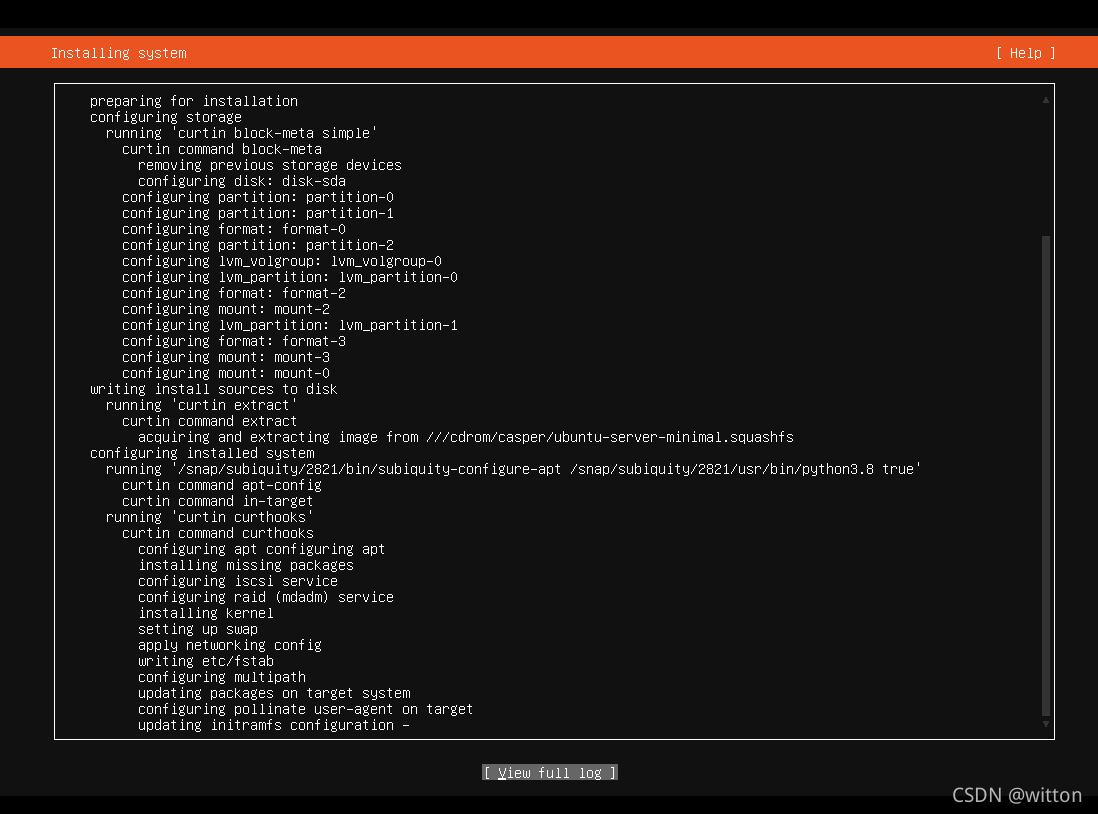 Installing system
[ Help ]
preparing for installation
configuring storage
running 'curtin block-meta simple'
curtin command block-meta
removing previous storage devices
configuring disk: disk-sda
configuring partition: partition-0
configuring partition: partition-1
configuring format: format-0
configuring partition: partition-2
configuring lvm_volgroup: lvm_volgroup-0
configuring lvm_partition: lvm_partition-0
configuring format: format-2
configuring mount: mount-2
configuring lvm_partition: lvm_partition-1
configuring format: format-3
configuring mount: mount-3
configuring mount: mount-0
writing install sources to disk
running 'curtin extract'
curtin command extract
acquiring and extracting image from ///cdrom/casper/ubuntu-server-minimal.squashfs
configuring installed system
running '/snap/subiquity/2821/bin/subiquity-configure-apt /snap/subiquity/2821/usr/bin/python3.8 true'
curtin command apt-config
curtin command in-target
running 'curtin curthooks'
curtin command curthooks
configuring apt configuring apt
installing missing packages
configuring iscsi service
configuring raid (mdadm) service
installing kernel
setting up swap
apply networking config
writing etc/fstab
configuring multipath
updating packages on target system
configuring pollinate user-agent on target
updating initramfs configuration -
[ View full log ]
CSDN @witton